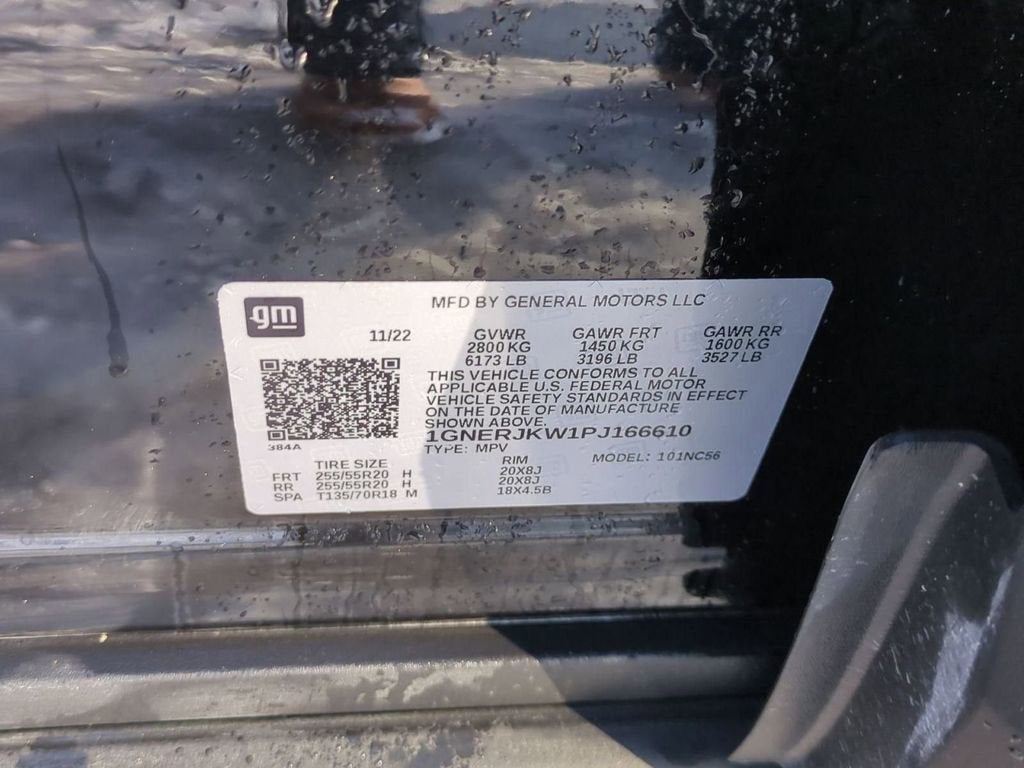 gm
MFD BY GENERAL MOTORS LLC
11/22 GVWR GAWR FRT GAWR RR
2800 KG 1450 KG 1600 KG
6173 LB 3196 LB 3527 LB
THIS VEHICLE CONFORMS TO ALL
APPLICABLE U.S. FEDERAL MOTOR
VEHICLE SAFETY STANDARDS IN EFFECT
ON THE DATE OF MANUFACTURE
SHOWN ABOVE.
1GNERJKW1PJ166610
384A
TYPE: MPV MODEL: 101NC56
TIRE SIZE RIM
FRT 255/55R20 H 20X8J
RR 255/55R20 H 20X8J
SPA T135/70R18 M 18X4.5B